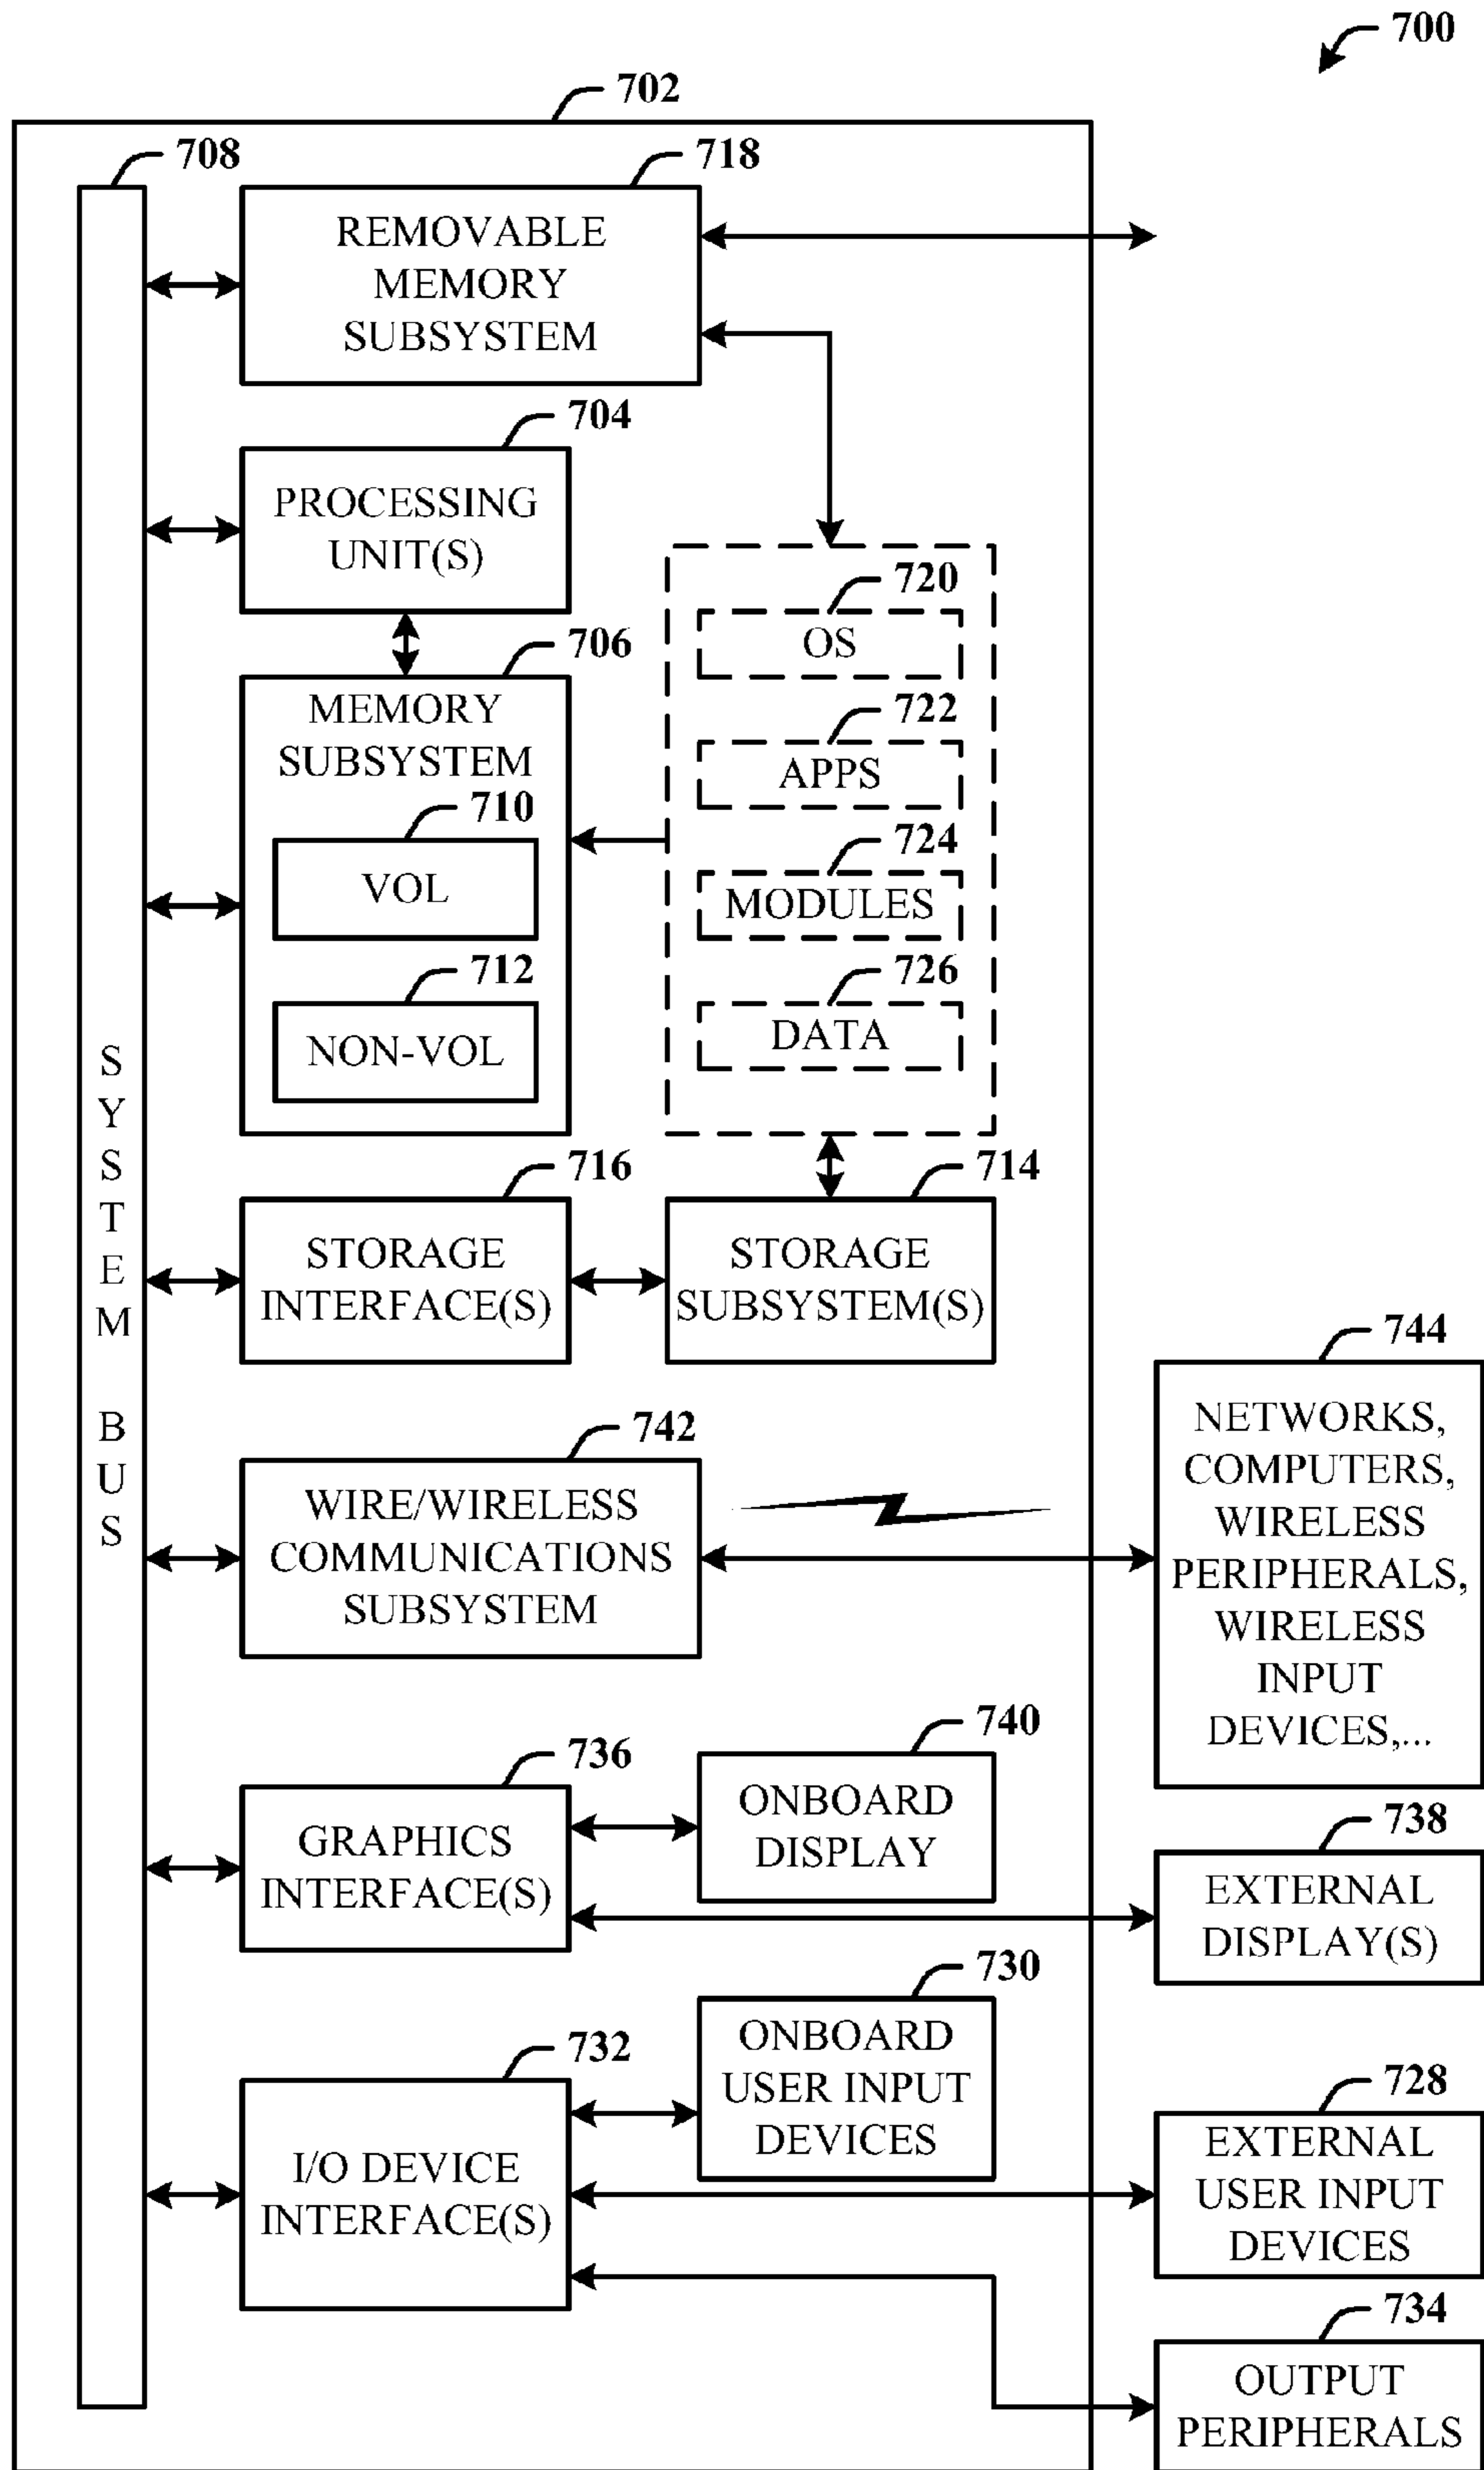 700
702
708
718
REMOVABLE
MEMORY
SUBSYSTEM
704
PROCESSING
UNIT(S)
706
MEMORY
SUBSYSTEM
710
VOL
712
NON-VOL
720
OS
722
APPS
724
MODULES
726
DATA
SYSTEM BUS
716
STORAGE
INTERFACE(S)
714
STORAGE
SUBSYSTEM(S)
742
WIRE/WIRELESS
COMMUNICATIONS
SUBSYSTEM
744
NETWORKS,
COMPUTERS,
WIRELESS
PERIPHERALS,
WIRELESS
INPUT
DEVICES,...
736
GRAPHICS
INTERFACE(S)
740
ONBOARD
DISPLAY
738
EXTERNAL
DISPLAY(S)
732
I/O DEVICE
INTERFACE(S)
730
ONBOARD
USER INPUT
DEVICES
728
EXTERNAL
USER INPUT
DEVICES
734
OUTPUT
PERIPHERALS